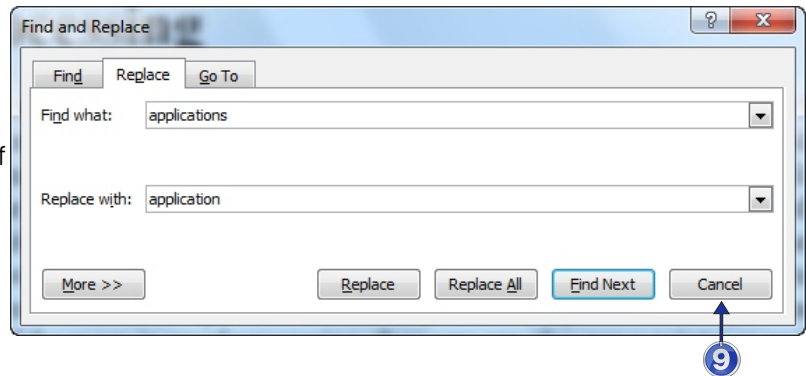 Find and Replace
Find Replace Go To
Find what: applications
f
Replace with: application
More >> Replace Replace All Find Next Cancel
9